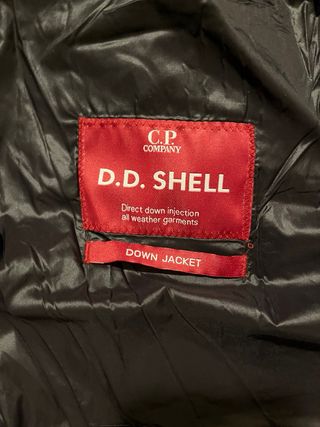 C.P.
COMPANY
D.D. SHELL
Direct down injection
all weather garments
DOWN JACKET